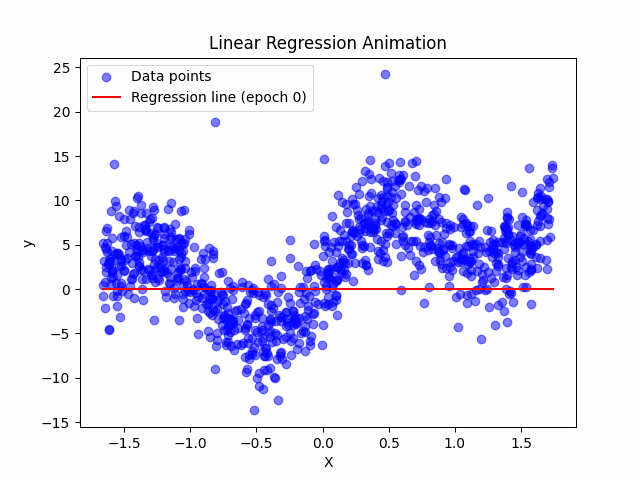 Linear Regression Animation
Data points
Regression line (epoch 0)
25
20
15
10
5
0
−5
−10
−15
y
−1.5 −1.0 −0.5 0.0 0.5 1.0 1.5
X